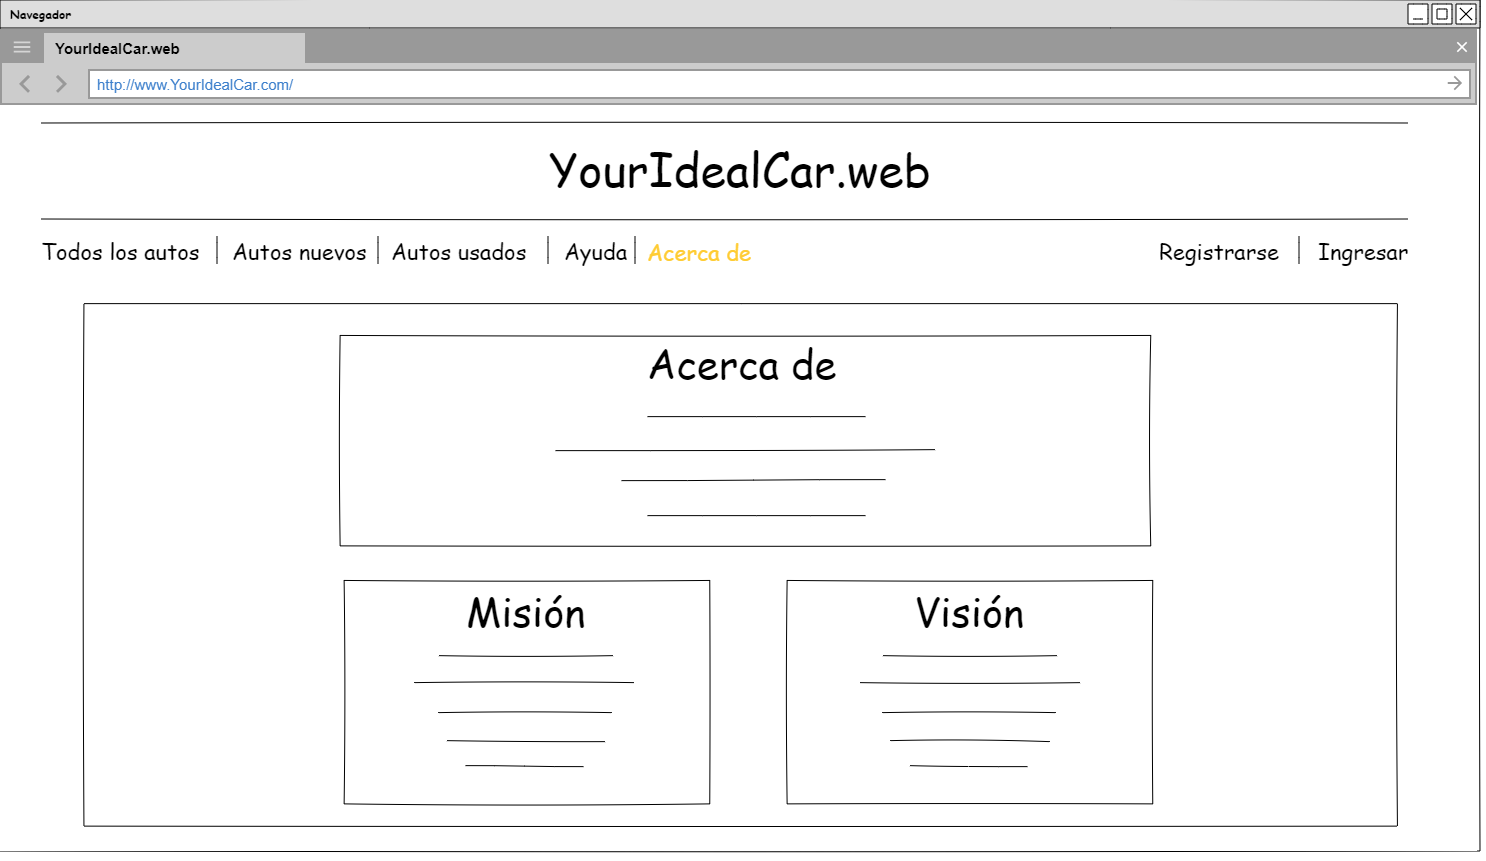 Navegador
YourIdealCar.web
http://www.YourIdealCar.com/
YourIdealCar.web
Todos los autos Autos nuevos Autos usados Ayuda Acerca de Registrarse Ingresar
Acerca de
Misión Visión